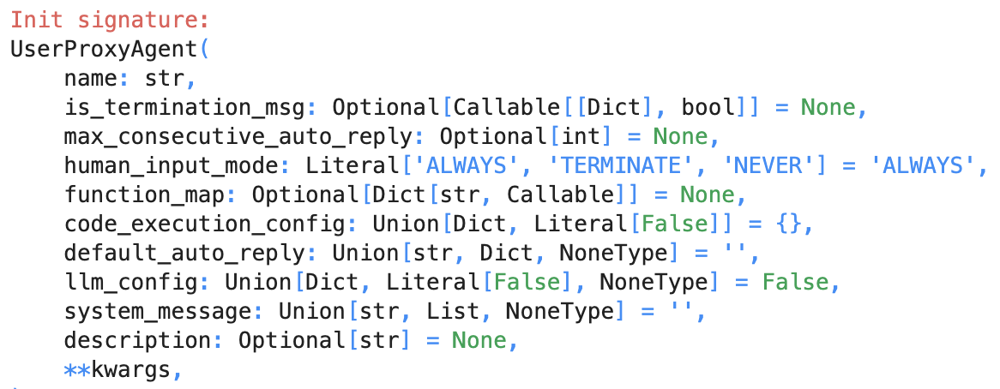 Init signature:
UserProxyAgent(
    name: str,
    is_termination_msg: Optional[Callable[[Dict], bool]] = None,
    max_consecutive_auto_reply: Optional[int] = None,
    human_input_mode: Literal['ALWAYS', 'TERMINATE', 'NEVER'] = 'ALWAYS',
    function_map: Optional[Dict[str, Callable]] = None,
    code_execution_config: Union[Dict, Literal[False]] = {},
    default_auto_reply: Union[str, Dict, NoneType] = '',
    llm_config: Union[Dict, Literal[False], NoneType] = False,
    system_message: Union[str, List, NoneType] = '',
    description: Optional[str] = None,
    **kwargs,